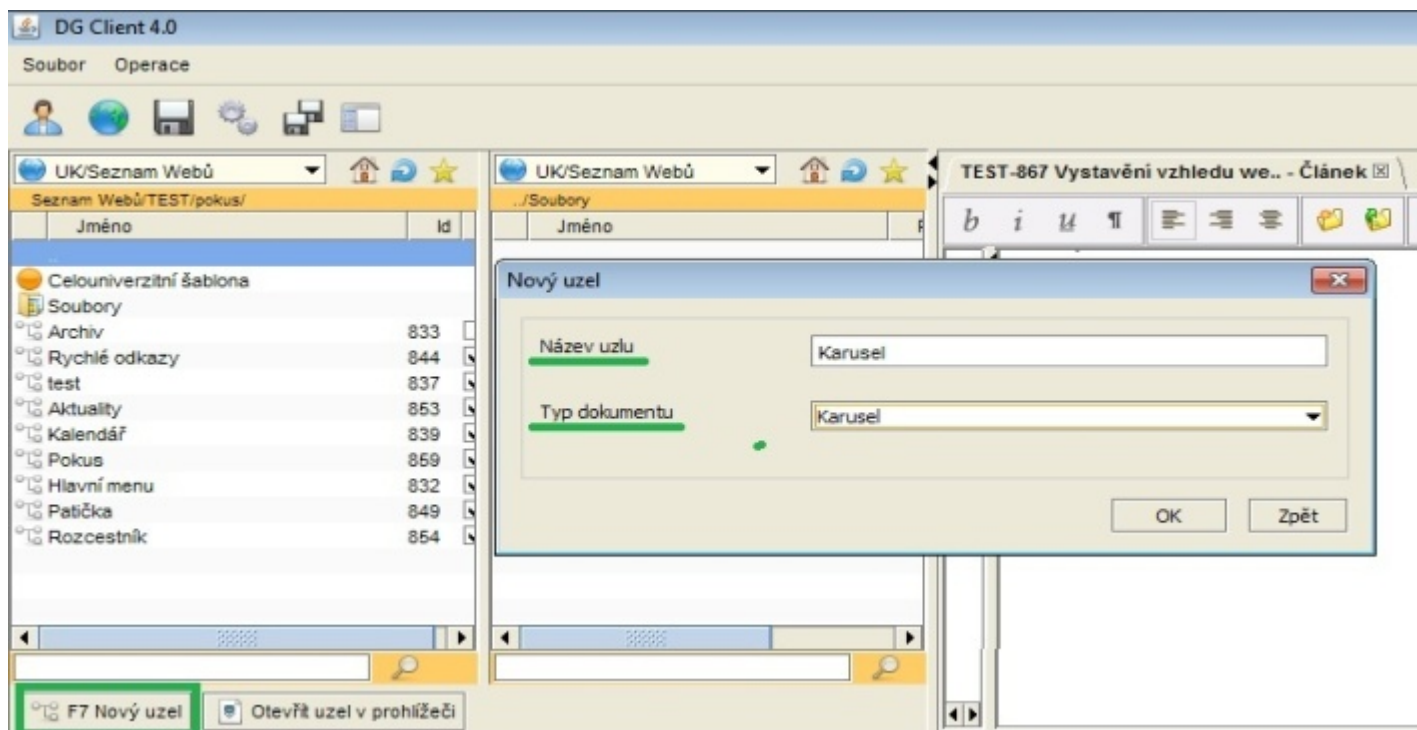 DG Client 4.0
Soubor Operace
UK/Seznam Webů
UK/Seznam Webů
TEST-867 Vystavění vzhledu we.. - Článek
Seznam Webů/TEST/pokus/
../Soubory
Jméno Id
Jméno
b i u ¶
..
Celouniverzitní šablona
Soubory
Archiv 833
Rychlé odkazy 844
test 837
Aktuality 853
Kalendář 839
Pokus 859
Hlavní menu 832
Patička 849
Rozcestník 854
Nový uzel
Název uzlu Karusel
Typ dokumentu Karusel
OK Zpět
F7 Nový uzel Otevřít uzel v prohlížeči